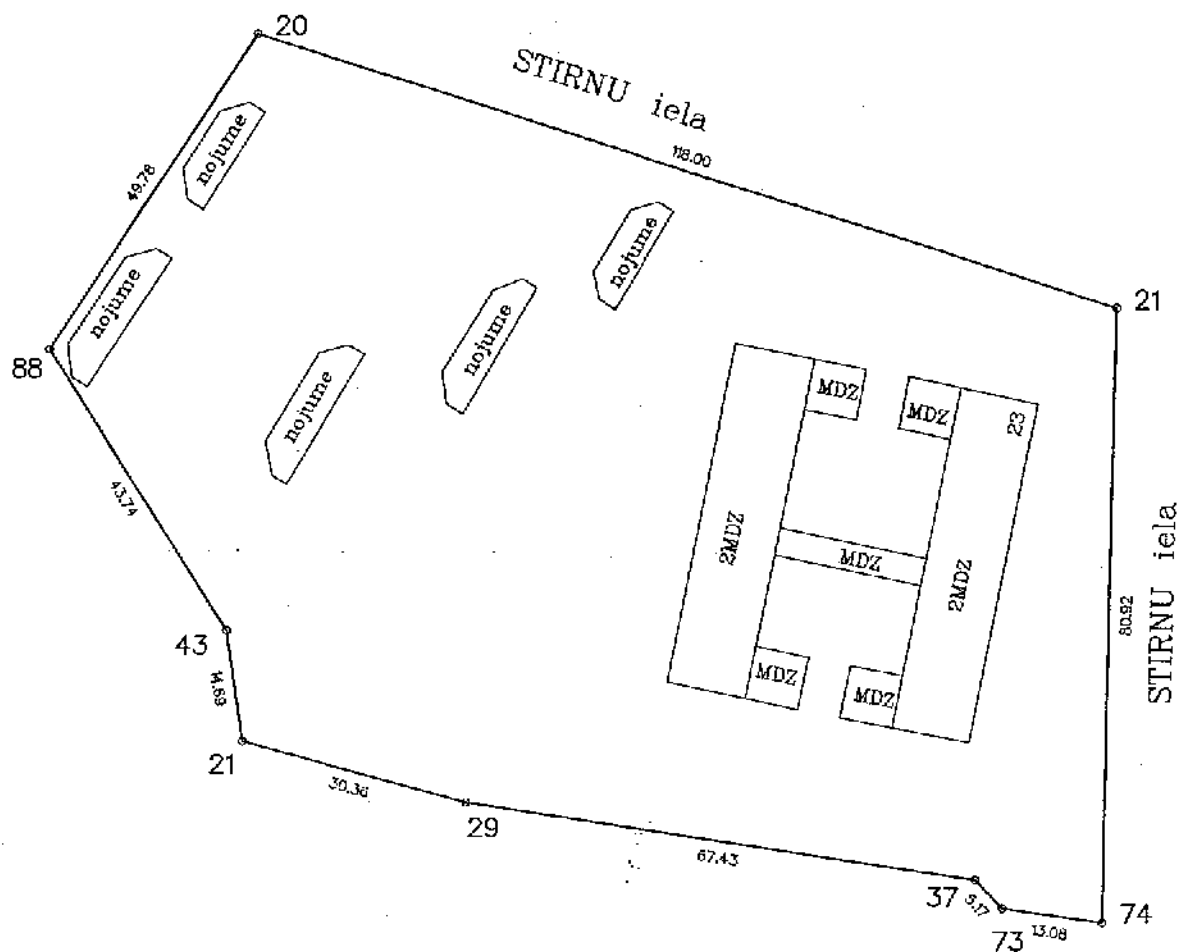 20
STIRNU iela
118.00
nojume
49.78
nojume
nojume
21
nojume
88
nojume
MDZ
MDZ
23
43.74
2MDZ
MDZ
2MDZ
80.92
STIRNU iela
43
MDZ
MDZ
14.69
21
30.36
29
67.43
37
5.17
74
73
13.08